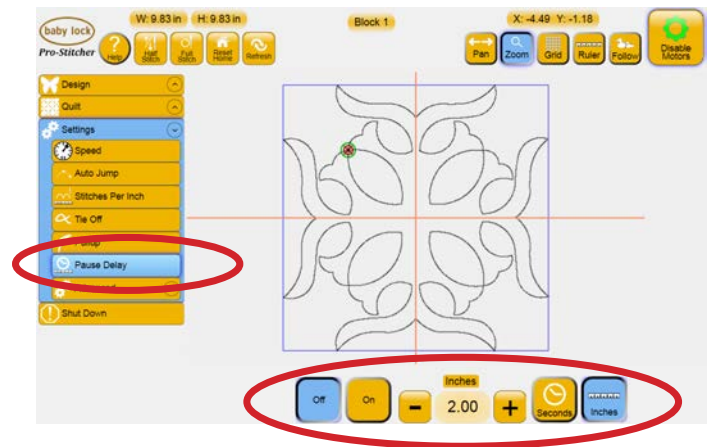 baby lock
Pro-Stitcher
W: 9.83 in H: 9.83 in
Block 1
X: -4.49 Y: -1.18
?
Help
Half Stitch
Full Stitch
Reset Home
Refresh
Pan
Zoom
Grid
Ruler
Follow
Disable Motors
Design
Quilt
Settings
Speed
Auto Jump
Stitches Per Inch
Tie Off
Pause Delay
Shut Down
Off
On
-
Inches
2.00
+
Seconds
Inches